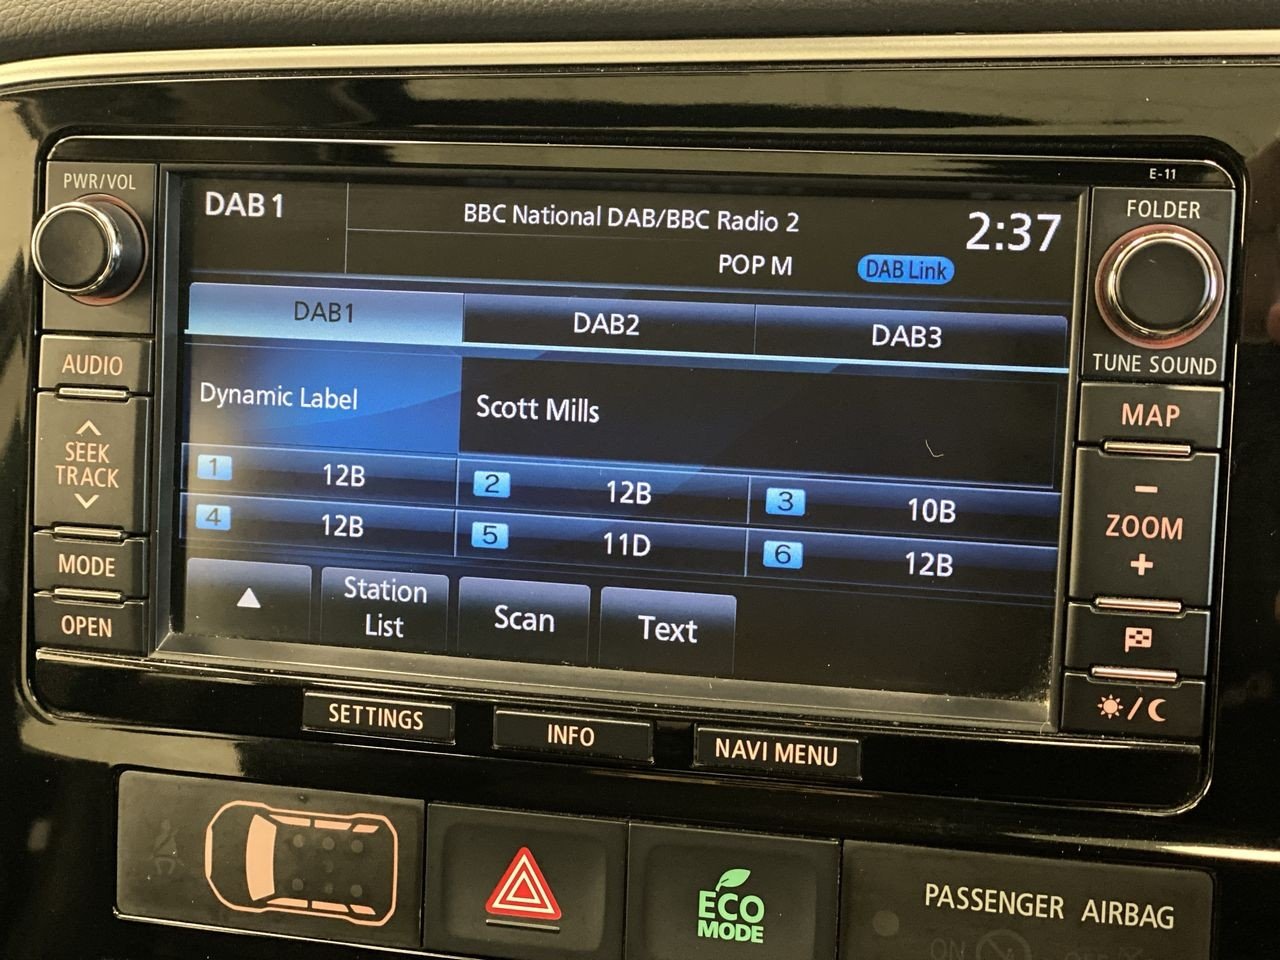 E-11
PWR/VOL
DAB 1
BBC National DAB/BBC Radio 2
2:37
FOLDER
POP M
DAB Link
DAB1
DAB2
DAB3
TUNE SOUND
AUDIO
Dynamic Label
Scott Mills
MAP
SEEK
TRACK
1 12B
2 12B
3 10B
4 12B
5 11D
6 12B
−
ZOOM
+
MODE
OPEN
Station
List
Scan
Text
SETTINGS
INFO
NAVI MENU
ECO
MODE
PASSENGER AIRBAG
ON
OFF